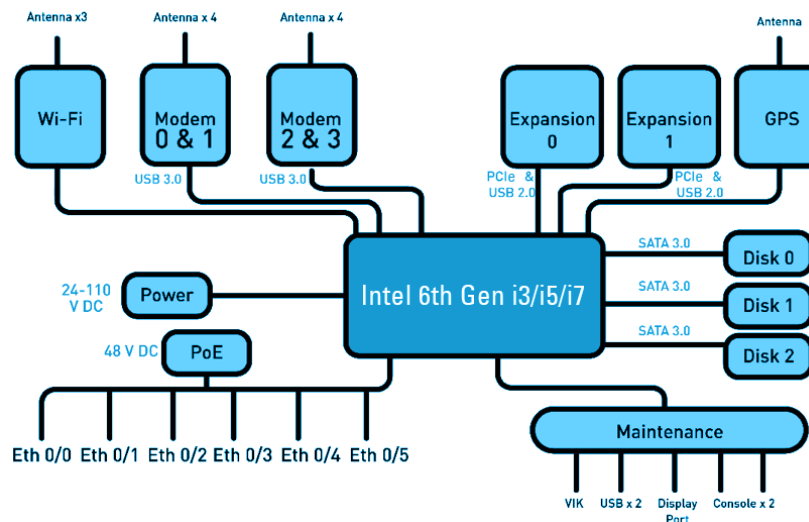 Antenna x3
Antenna x 4
Antenna x 4
Antenna
Wi-Fi
Modem
0 & 1
Modem
2 & 3
Expansion
0
Expansion
1
GPS
USB 3.0
USB 3.0
PCIe &
USB 2.0
PCIe &
USB 2.0
Intel 6th Gen i3/i5/i7
SATA 3.0
Disk 0
SATA 3.0
Disk 1
SATA 3.0
Disk 2
24-110
V DC
Power
48 V DC
PoE
Eth 0/0
Eth 0/1
Eth 0/2
Eth 0/3
Eth 0/4
Eth 0/5
Maintenance
VIK
USB x 2
Display
Port
Console x 2